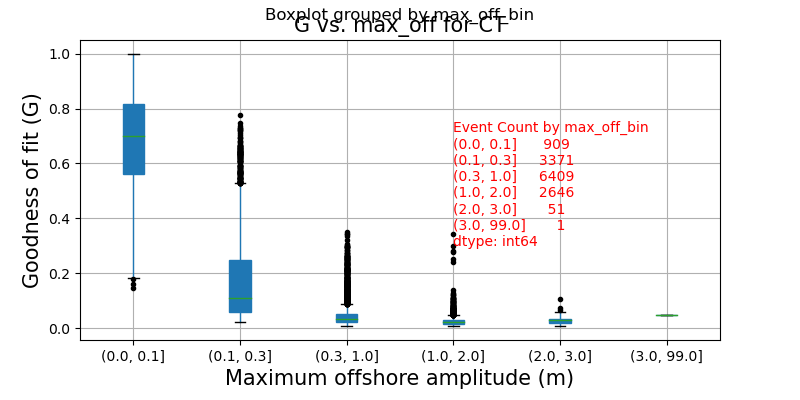 Boxplot grouped by max_off_bin
G vs. max_off for CT
Goodness of fit (G)
1.0
0.8
0.6
0.4
0.2
0.0
Event Count by max_off_bin
(0.0, 0.1] 909
(0.1, 0.3] 3371
(0.3, 1.0] 6409
(1.0, 2.0] 2646
(2.0, 3.0] 51
(3.0, 99.0] 1
dtype: int64
(0.0, 0.1] (0.1, 0.3] (0.3, 1.0] (1.0, 2.0] (2.0, 3.0] (3.0, 99.0]
Maximum offshore amplitude (m)